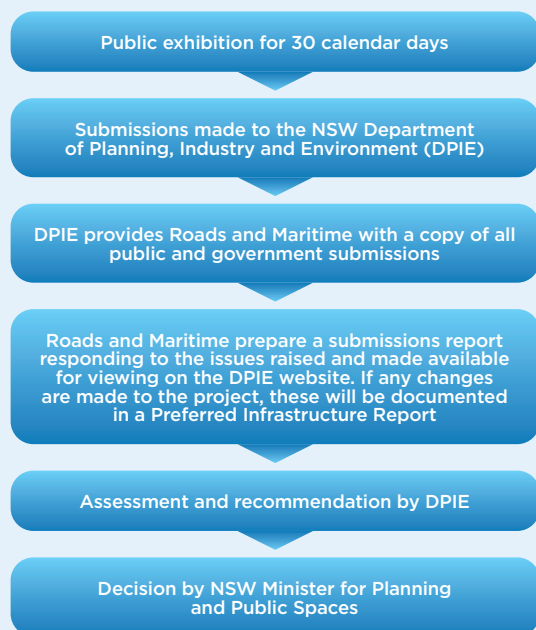 Public exhibition for 30 calendar days
Submissions made to the NSW Department
of Planning, Industry and Environment (DPIE)
DPIE provides Roads and Maritime with a copy of all
public and government submissions
Roads and Maritime prepare a submissions report
responding to the issues raised and made available
for viewing on the DPIE website. If any changes
are made to the project, these will be documented
in a Preferred Infrastructure Report
Assessment and recommendation by DPIE
Decision by NSW Minister for Planning
and Public Spaces